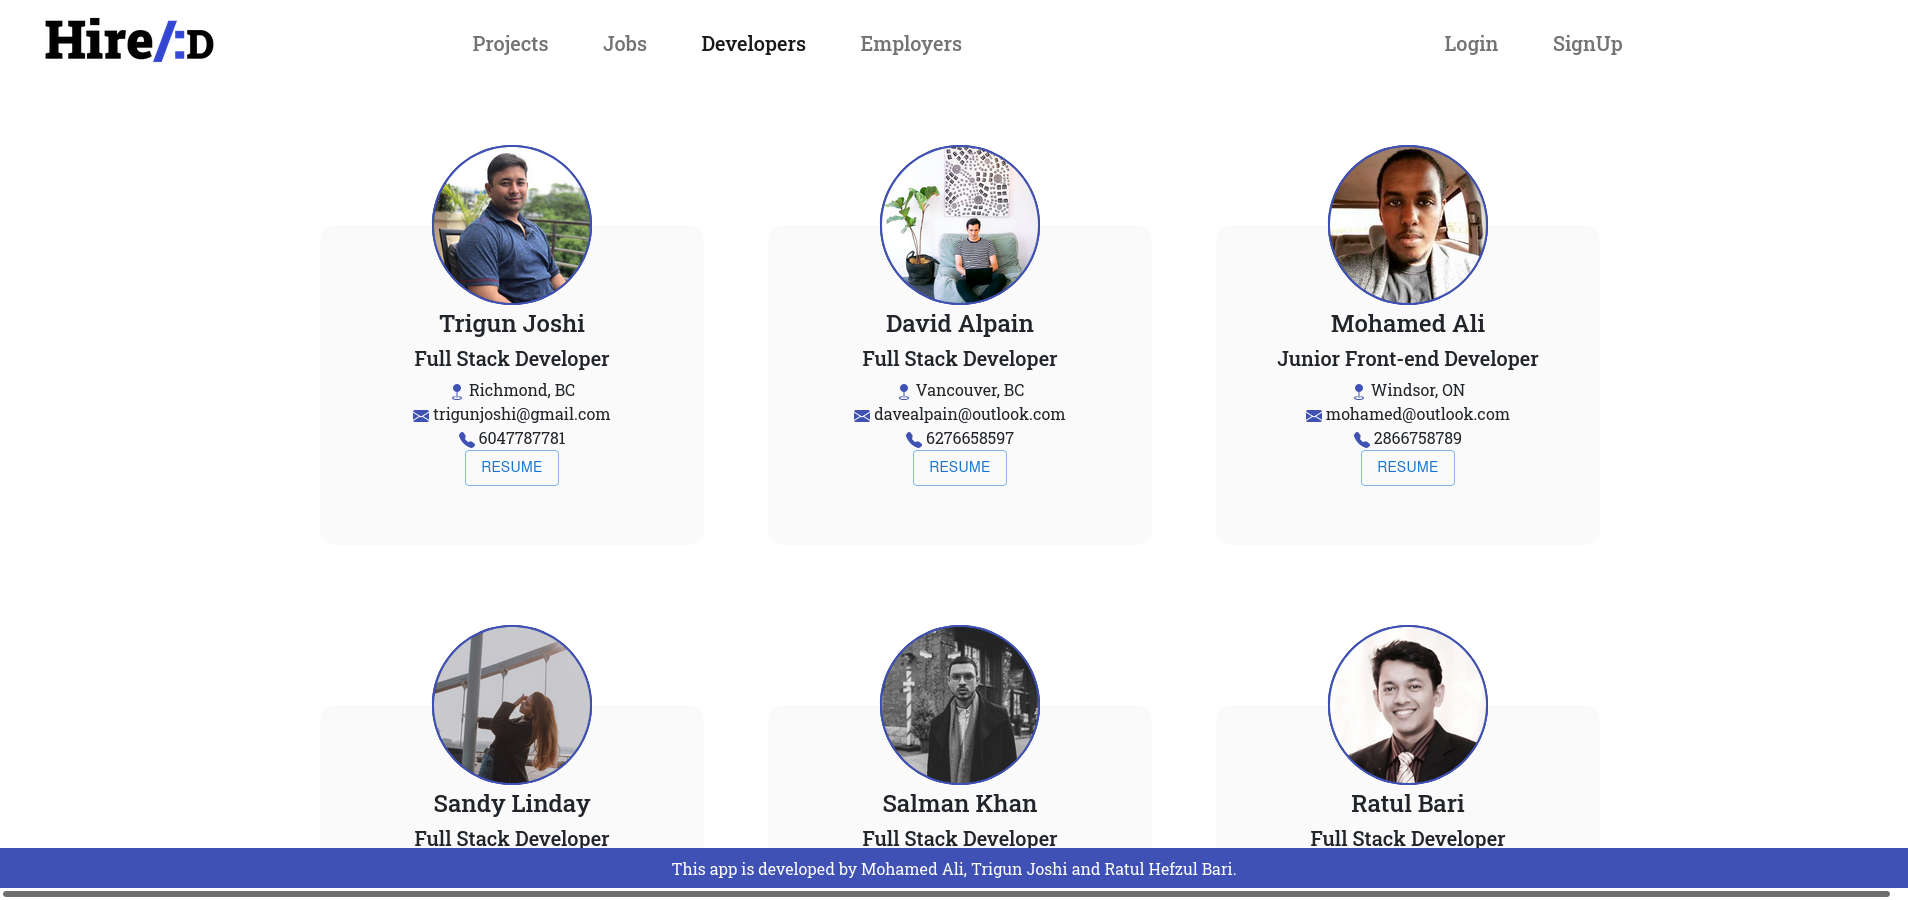 Hire/:D
Projects Jobs Developers Employers Login SignUp
Trigun Joshi
Full Stack Developer
Richmond, BC
trigunjoshi@gmail.com
6047787781
RESUME
David Alpain
Full Stack Developer
Vancouver, BC
davealpain@outlook.com
6276658597
RESUME
Mohamed Ali
Junior Front-end Developer
Windsor, ON
mohamed@outlook.com
2866758789
RESUME
Sandy Linday
Full Stack Developer
Salman Khan
Full Stack Developer
Ratul Bari
Full Stack Developer
This app is developed by Mohamed Ali, Trigun Joshi and Ratul Hefzul Bari.